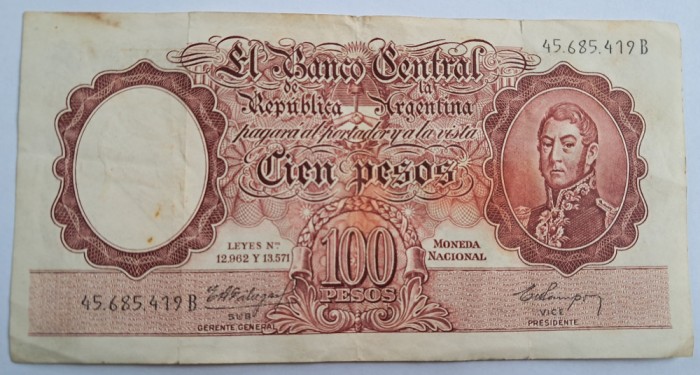 45.685.419 B
El Banco Central
de la
República Argentina
pagará al portador y a la vista
Cien pesos
LEYES Nos
12.962 Y 13.571
100
PESOS
MONEDA
NACIONAL
45.685.419 B
SUB
GERENTE GENERAL
VICE
PRESIDENTE